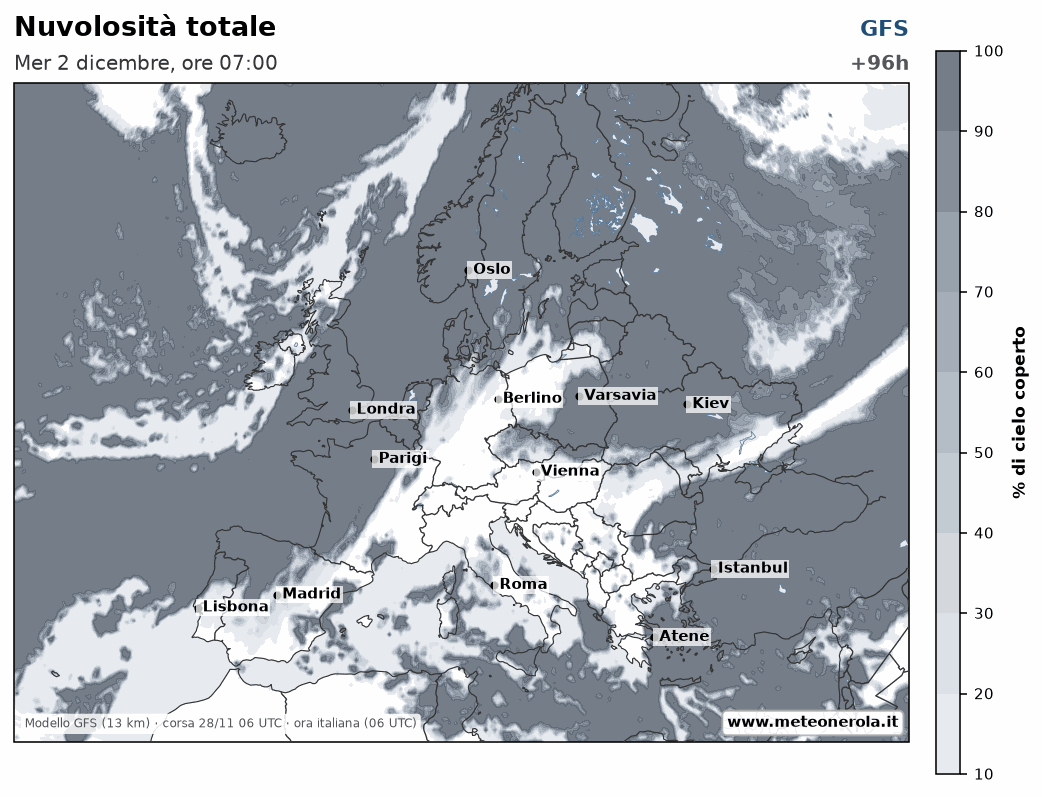 Nuvolosità totale
GFS
Mer 2 dicembre, ore 07:00
+96h
100
90
80
70
60
50
40
30
20
10
% di cielo coperto
Oslo
Londra
Berlino
Varsavia
Kiev
Parigi
Vienna
Istanbul
Madrid
Roma
Lisbona
Atene
Modello GFS (13 km) · corsa 28/11 06 UTC · ora italiana (06 UTC)
www.meteonerola.it